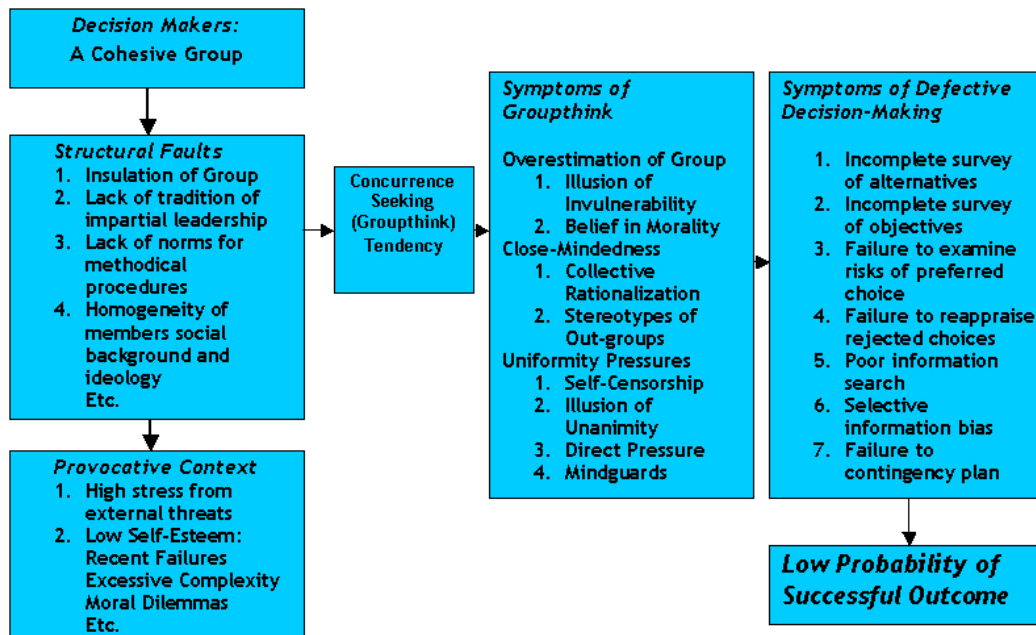 Decision Makers:
A Cohesive Group
Structural Faults
1. Insulation of Group
2. Lack of tradition of
impartial leadership
3. Lack of norms for
methodical
procedures
4. Homogeneity of
members social
background and
ideology
Etc.
Provocative Context
1. High stress from
external threats
2. Low Self-Esteem:
Recent Failures
Excessive Complexity
Moral Dilemmas
Etc.
Concurrence
Seeking
(Groupthink)
Tendency
Symptoms of
Groupthink
Overestimation of Group
1. Illusion of
Invulnerability
2. Belief in Morality
Close-Mindedness
1. Collective
Rationalization
2. Stereotypes of
Out-groups
Uniformity Pressures
1. Self-Censorship
2. Illusion of
Unanimity
3. Direct Pressure
4. Mindguards
Symptoms of Defective
Decision-Making
1. Incomplete survey
of alternatives
2. Incomplete survey
of objectives
3. Failure to examine
risks of preferred
choice
4. Failure to reappraise
rejected choices
5. Poor information
search
6. Selective
information bias
7. Failure to
contingency plan
Low Probability of
Successful Outcome